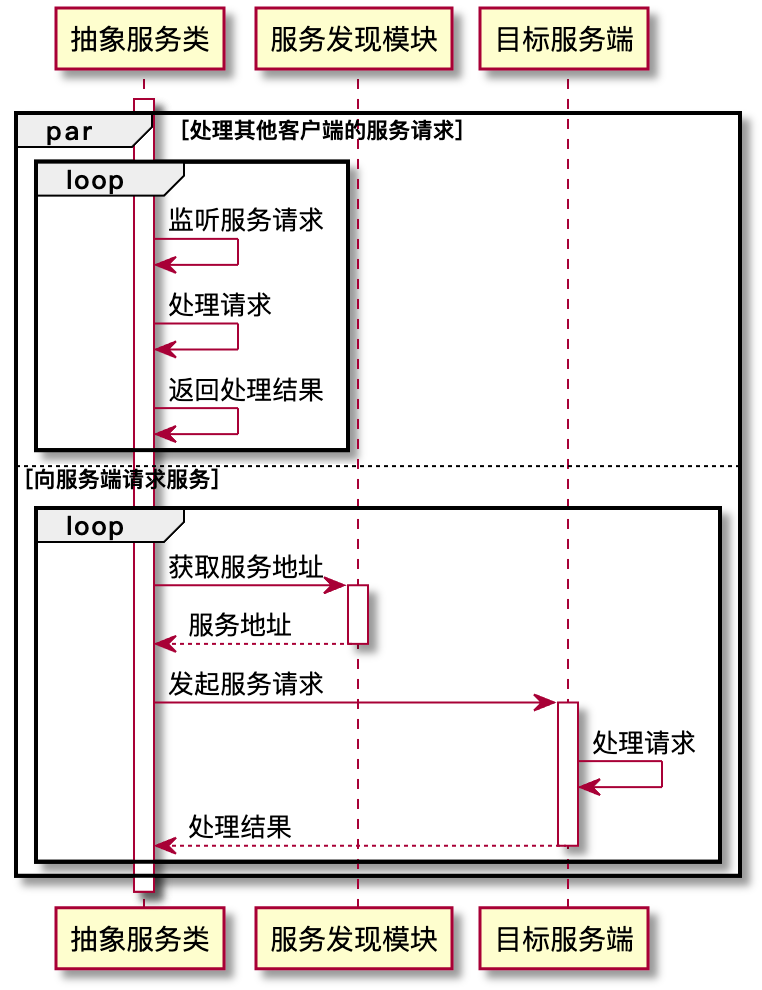 抽象服务类 服务发现模块 目标服务端
par [处理其他客户端的服务请求]
loop
监听服务请求
处理请求
返回处理结果
[向服务端请求服务]
loop
获取服务地址
服务地址
发起服务请求
处理请求
处理结果
抽象服务类 服务发现模块 目标服务端